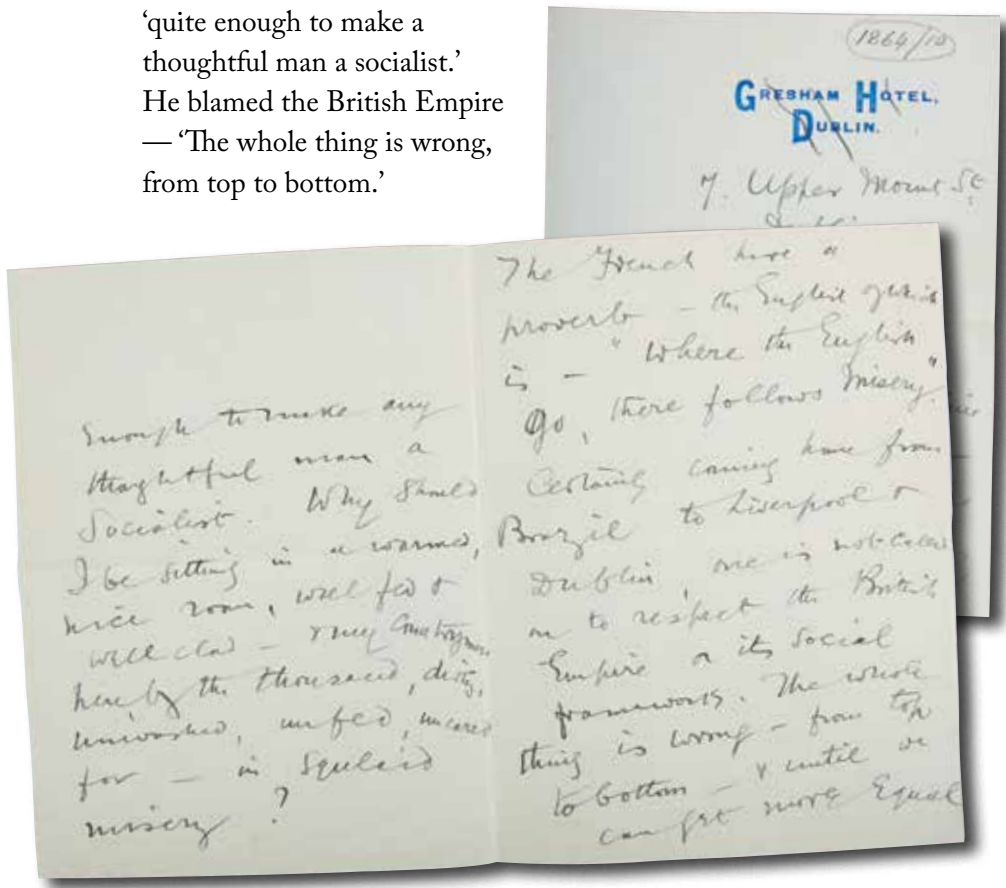 ‘quite enough to make a
thoughtful man a socialist.’
He blamed the British Empire
— ‘The whole thing is wrong,
from top to bottom.’
1864/10
GRESHAM HOTEL,
DUBLIN.
7. Upper Mount St
Enough to make any
thoughtful man a
Socialist. Why should
I be sitting in a warmed,
nice room, well fed &
well clad — & my Countrymen
here by the thousand, dirty,
unwashed, unfed, uncared
for — in squalid
misery?
The French have a
proverb — the English of which
is — "Where the English
go, there follows misery"
Certainly coming home from
Brazil to Liverpool &
Dublin, one is not called
on to respect the British
Empire or its social
framework. The whole
thing is wrong — from top
to bottom — & until we
can get more Equal